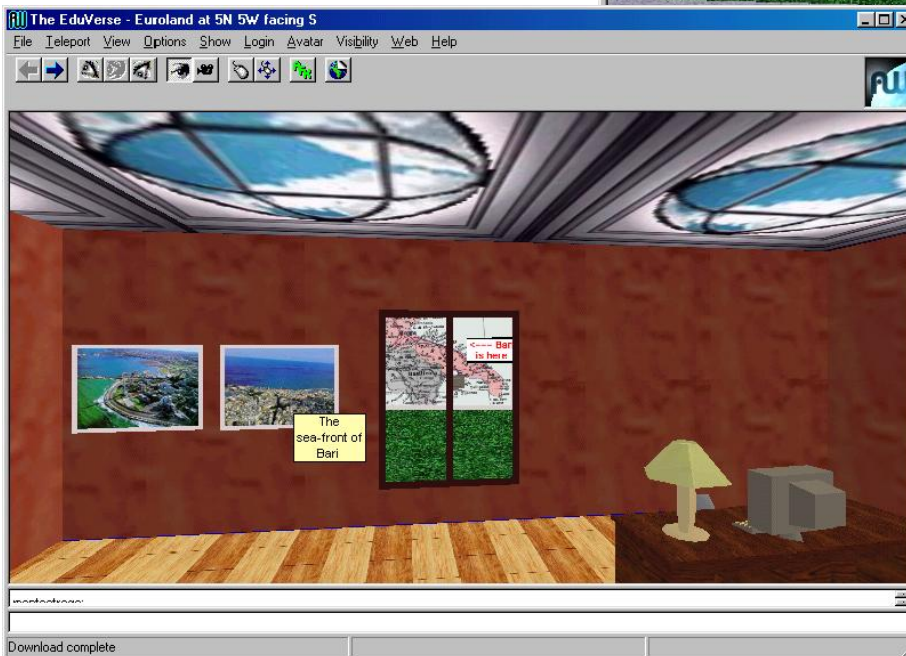 The EduVerse - Euroland at 5N 5W facing S
File Teleport View Options Show Login Avatar Visibility Web Help
<--- Bar
is here
The
sea-front of
Bari
Download complete